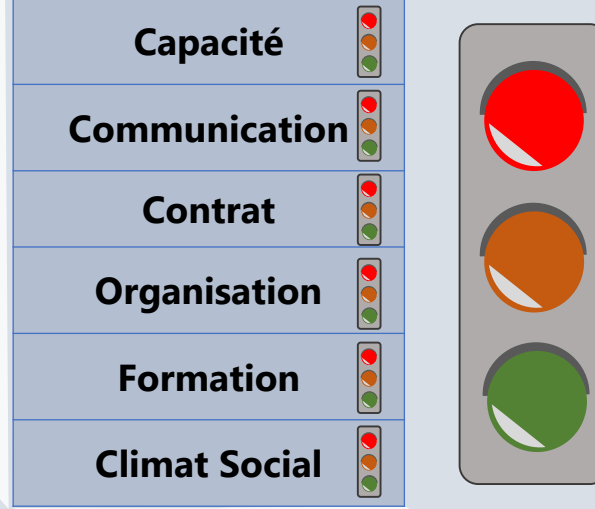 Capacité
Communication
Contrat
Organisation
Formation
Climat Social